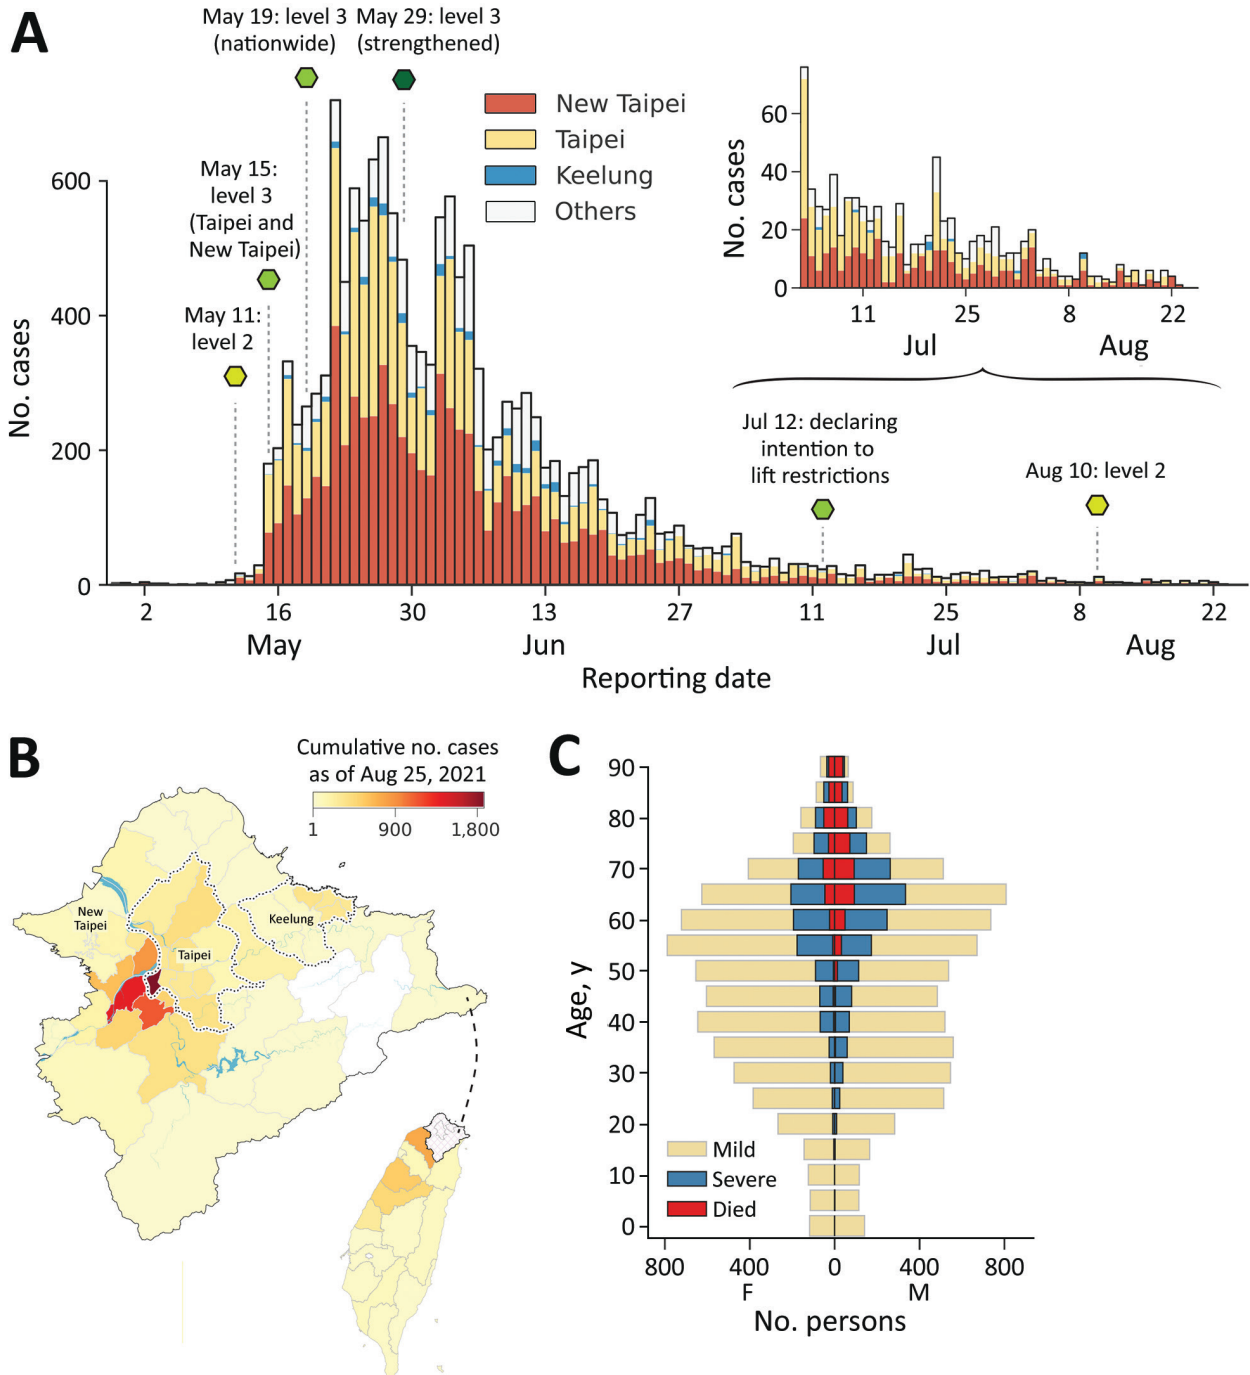 A
May 19: level 3
(nationwide)
May 29: level 3
(strengthened)
May 15:
level 3
(Taipei and
New Taipei)
May 11:
level 2
New Taipei
Taipei
Keelung
Others
No. cases
600
400
200
0
2
16
30
13
27
11
25
8
22
May
Jun
Jul
Aug
Reporting date
No. cases
60
40
20
0
11
25
8
22
Jul
Aug
Jul 12: declaring
intention to
lift restrictions
Aug 10: level 2
B
Cumulative no. cases
as of Aug 25, 2021
1
900
1,800
New
Taipei
Taipei
Keelung
C
Age, y
90
80
70
60
50
40
30
20
10
0
Mild
Severe
Died
800
400
0
400
800
F
M
No. persons